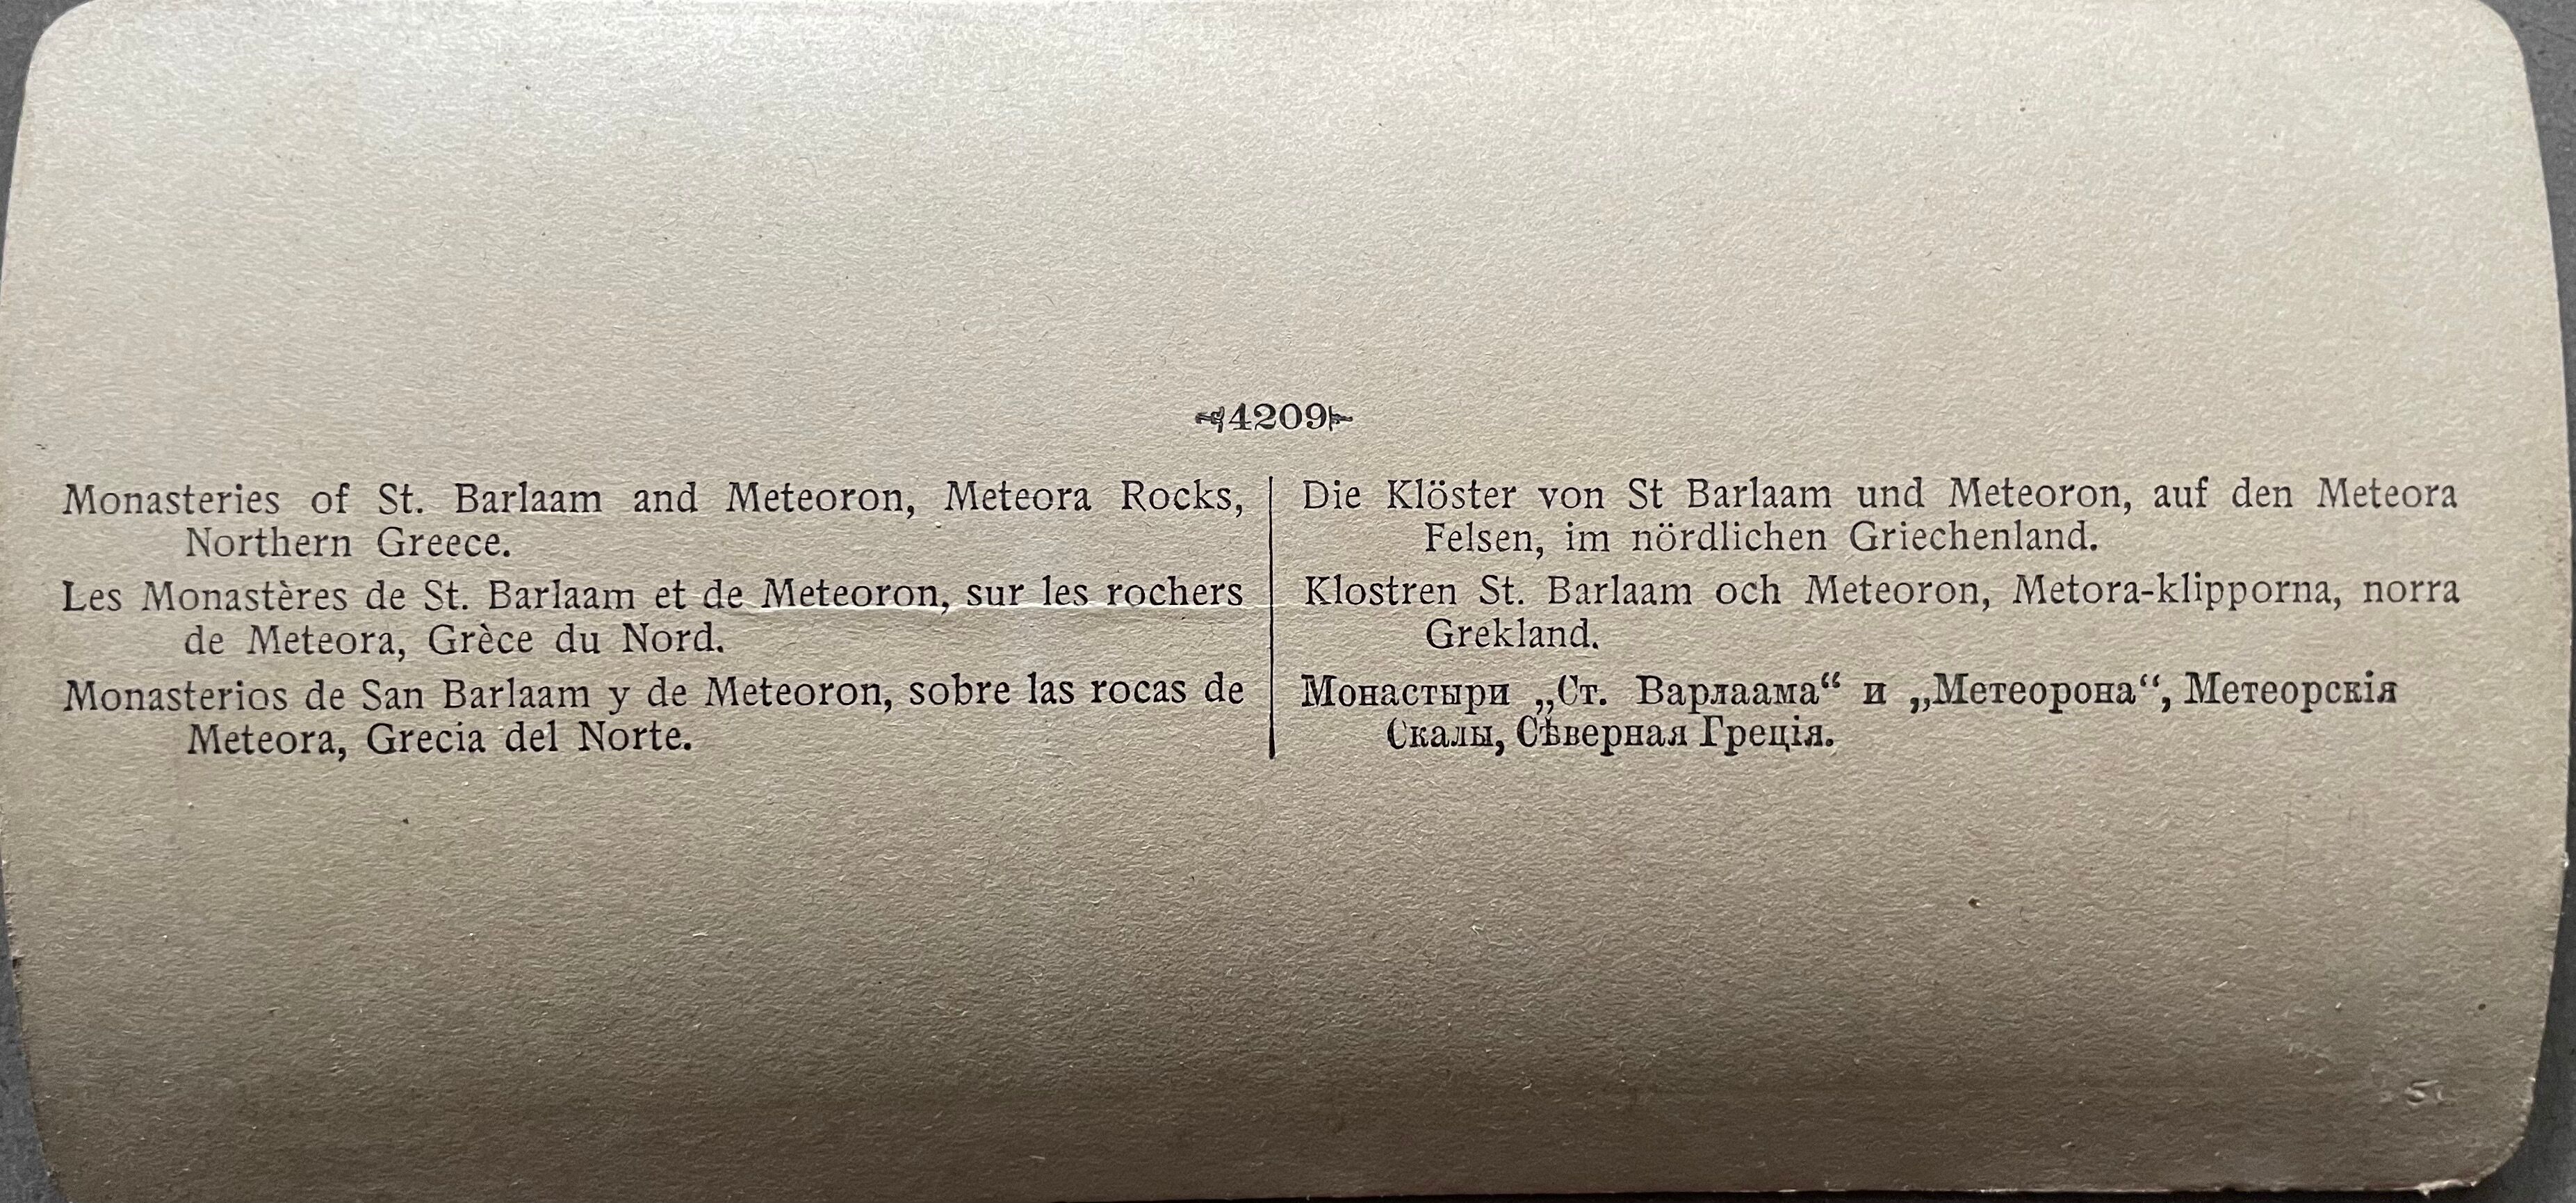 4209
Monasteries of St. Barlaam and Meteoron, Meteora Rocks,
Northern Greece.
Les Monastères de St. Barlaam et de Meteoron, sur les rochers
de Meteora, Grèce du Nord.
Monasterios de San Barlaam y de Meteoron, sobre las rocas de
Meteora, Grecia del Norte.
Die Klöster von St Barlaam und Meteoron, auf den Meteora
Felsen, im nördlichen Griechenland.
Klostren St. Barlaam och Meteoron, Metora-klipporna, norra
Grekland.
Монастыри „Ст. Варлаама“ и „Метеорона“, Метеорскія
Скалы, Сѣверная Греція.